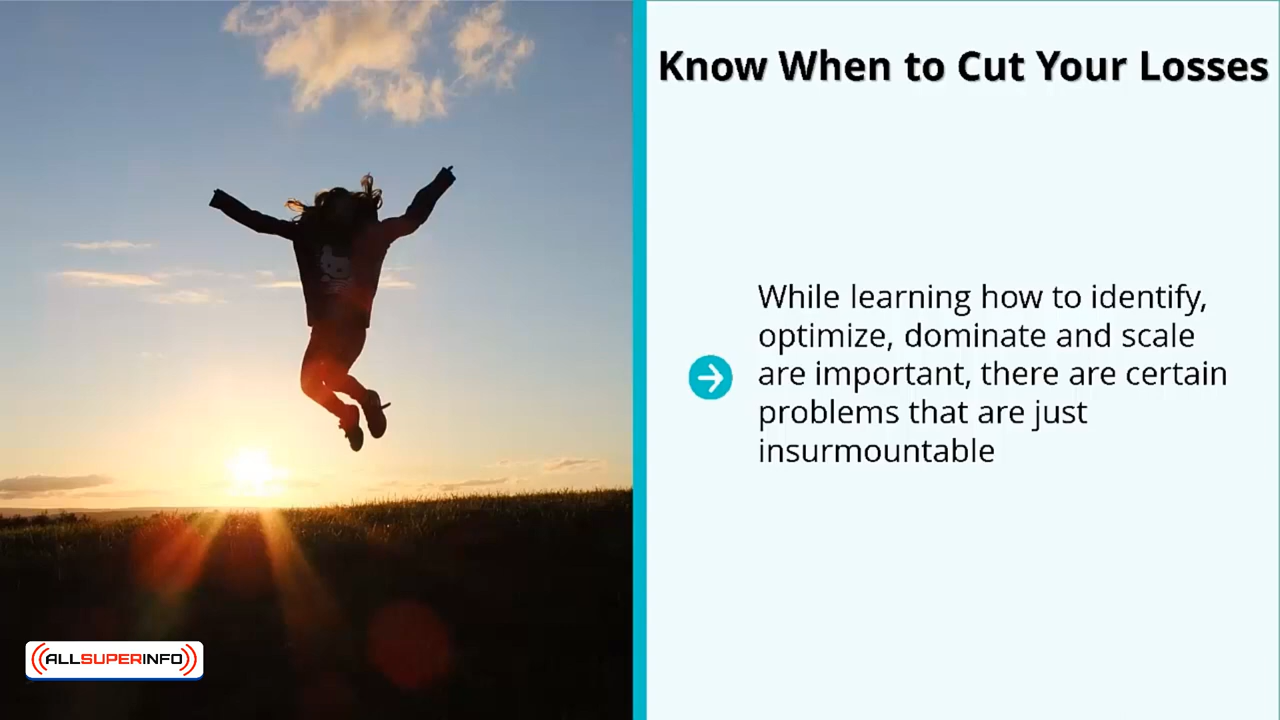 Know When to Cut Your Losses
While learning how to identify,
optimize, dominate and scale
are important, there are certain
problems that are just
insurmountable
ALLSUPERINFO